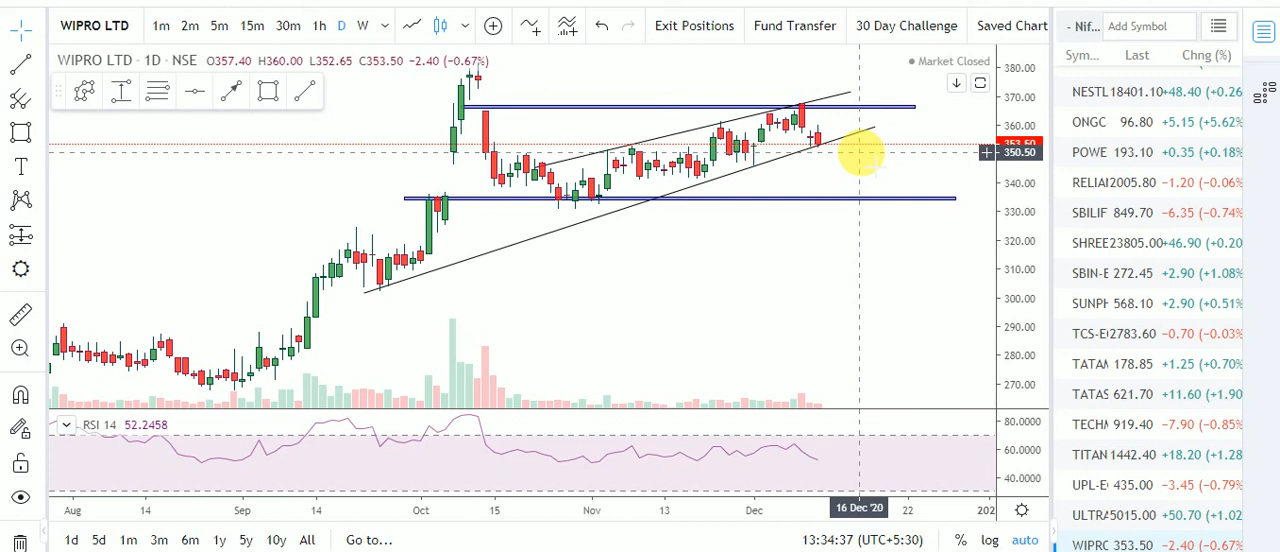 WIPRO LTD 1m 2m 5m 15m 30m 1h D W Exit Positions Fund Transfer 30 Day Challenge Saved Chart
- Nif... Add Symbol
WIPRO LTD · 1D · NSE O357.40 H360.00 L352.65 C353.50 −2.40 (−0.67%)
Market Closed
Sym... Last Chng (%)
380.00
370.00
360.00
353.50
350.50
340.00
330.00
320.00
310.00
300.00
290.00
280.00
270.00
RSI 14 52.2458
80.0000
60.0000
40.0000
Aug 14 Sep 14 Oct 15 Nov 13 Dec 16 Dec '20 22 202
1d 5d 1m 3m 6m 1y 5y 10y All Go to... 13:34:37 (UTC+5:30) % log auto
NESTL 18401.10 +48.40 (+0.26
ONGC 96.80 +5.15 (+5.62%
POWE 193.10 +0.35 (+0.18%
RELIAI 2005.80 −1.20 (−0.06%
SBILIF 849.70 −6.35 (−0.74%
SHREE 23805.00 +46.90 (+0.20
SBIN-E 272.45 +2.90 (+1.08%
SUNPH 568.10 +2.90 (+0.51%
TCS-E 2783.60 −0.70 (−0.03%
TATAM 178.85 +1.25 (+0.70%
TATAS 621.70 +11.60 (+1.90
TECHM 919.40 −7.90 (−0.85%
TITAN 1442.40 +18.20 (+1.28
UPL-E 435.00 −3.45 (−0.79%
ULTRA 5015.00 +50.70 (+1.02
WIPRO 353.50 −2.40 (−0.67%